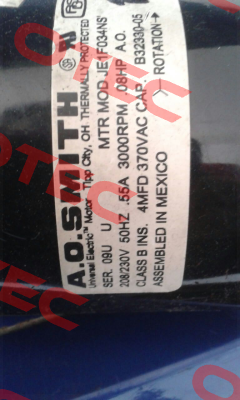 A.O.SMITH
Universal Electric™ Motor Tipp City, OH THERMALLY PROTECTED
SER. 09U U MTR MOD JE1F034NS
208/230V 50HZ .55A 3000RPM .08HP A.O.
CLASS B INS. 4MFD 370VAC CAP. B32330-05
ASSEMBLED IN MEXICO ROTATION→